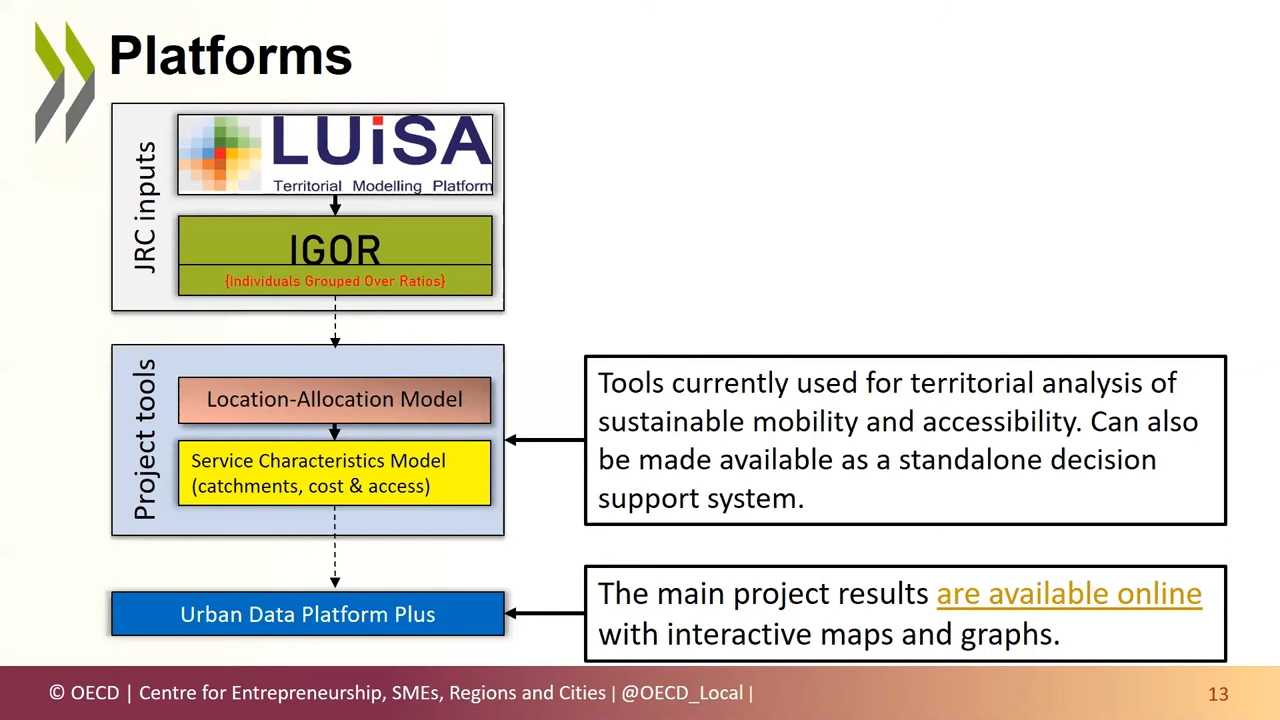 Platforms
JRC inputs
LUiSA
Territorial Modelling Platform
IGOR
{Individuals Grouped Over Ratios}
Project tools
Location-Allocation Model
Service Characteristics Model
(catchments, cost & access)
Tools currently used for territorial analysis of
sustainable mobility and accessibility. Can also
be made available as a standalone decision
support system.
Urban Data Platform Plus
The main project results are available online
with interactive maps and graphs.
© OECD | Centre for Entrepreneurship, SMEs, Regions and Cities | @OECD_Local |
13